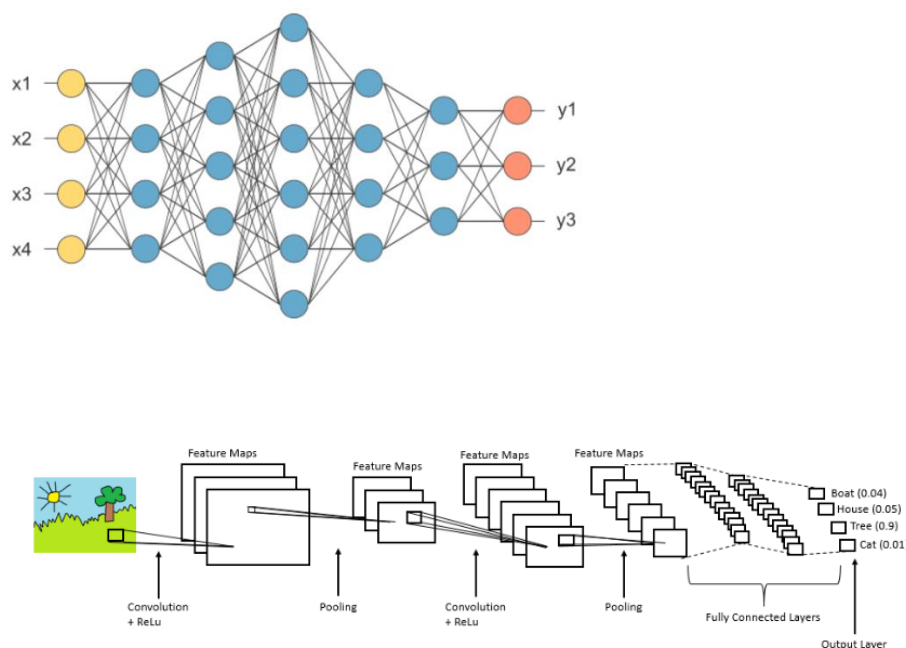 x1
x2
x3
x4
y1
y2
y3
Feature Maps
Feature Maps
Feature Maps
Feature Maps
Boat (0.04)
House (0.05)
Tree (0.9)
Cat (0.01
Convolution
+ ReLu
Pooling
Convolution
+ ReLu
Pooling
Fully Connected Layers
Output Layer